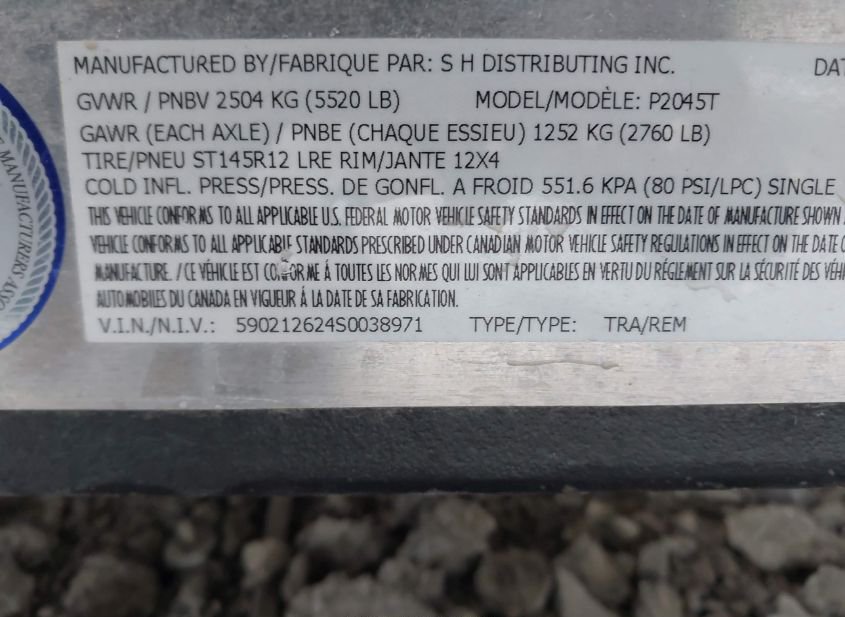 MANUFACTURED BY/FABRIQUE PAR: S H DISTRIBUTING INC. DAT
GVWR / PNBV 2504 KG (5520 LB) MODEL/MODÈLE: P2045T
GAWR (EACH AXLE) / PNBE (CHAQUE ESSIEU) 1252 KG (2760 LB)
TIRE/PNEU ST145R12 LRE RIM/JANTE 12X4
COLD INFL. PRESS/PRESS. DE GONFL. A FROID 551.6 KPA (80 PSI/LPC) SINGLE
THIS VEHICLE CONFORMS TO ALL APPLICABLE U.S. FEDERAL MOTOR VEHICLE SAFETY STANDARDS IN EFFECT ON THE DATE OF MANUFACTURE SHOWN
VEHICLE CONFORMS TO ALL APPLICABLE STANDARDS PRESCRIBED UNDER CANADIAN MOTOR VEHICLE SAFETY REGULATIONS IN EFFECT ON THE DATE O
MANUFACTURE. / CE VÉHICULE EST CONFORME À TOUTES LES NORMES QUI LUI SONT APPLICABLES EN VERTU DU RÉGLEMENT SUR LA SÉCURITÉ DES VÉHI
AUTOMOBILES DU CANADA EN VIGUEUR À LA DATE DE SA FABRICATION.
V.I.N./N.I.V.: 590212624S0038971 TYPE/TYPE: TRA/REM
MANUFACTURERS ASSO